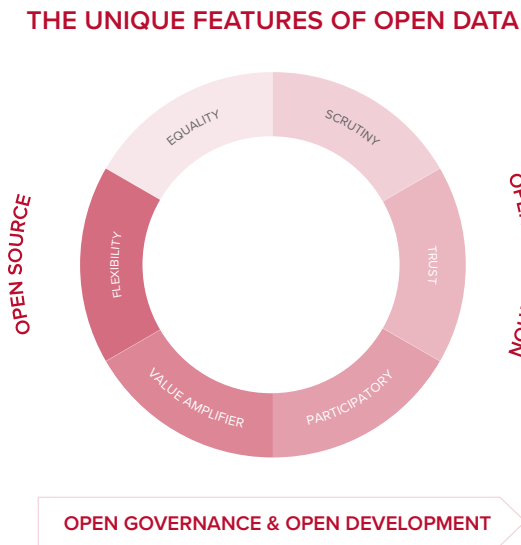 THE UNIQUE FEATURES OF OPEN DATA
EQUALITY
SCRUTINY
OPEN SOURCE
FLEXIBILITY
TRUST
VALUE AMPLIFIER
PARTICIPATORY
OPEN GOVERNANCE & OPEN DEVELOPMENT